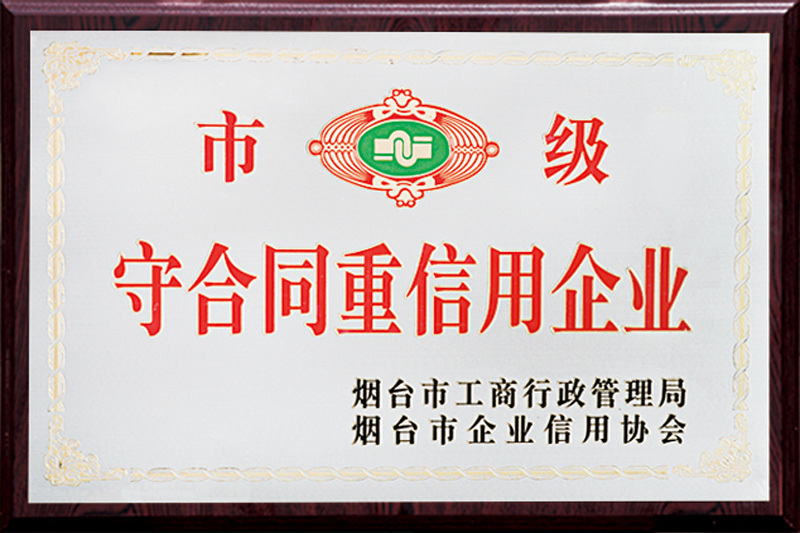 市 级
守合同重信用企业
烟台市工商行政管理局
烟台市企业信用协会